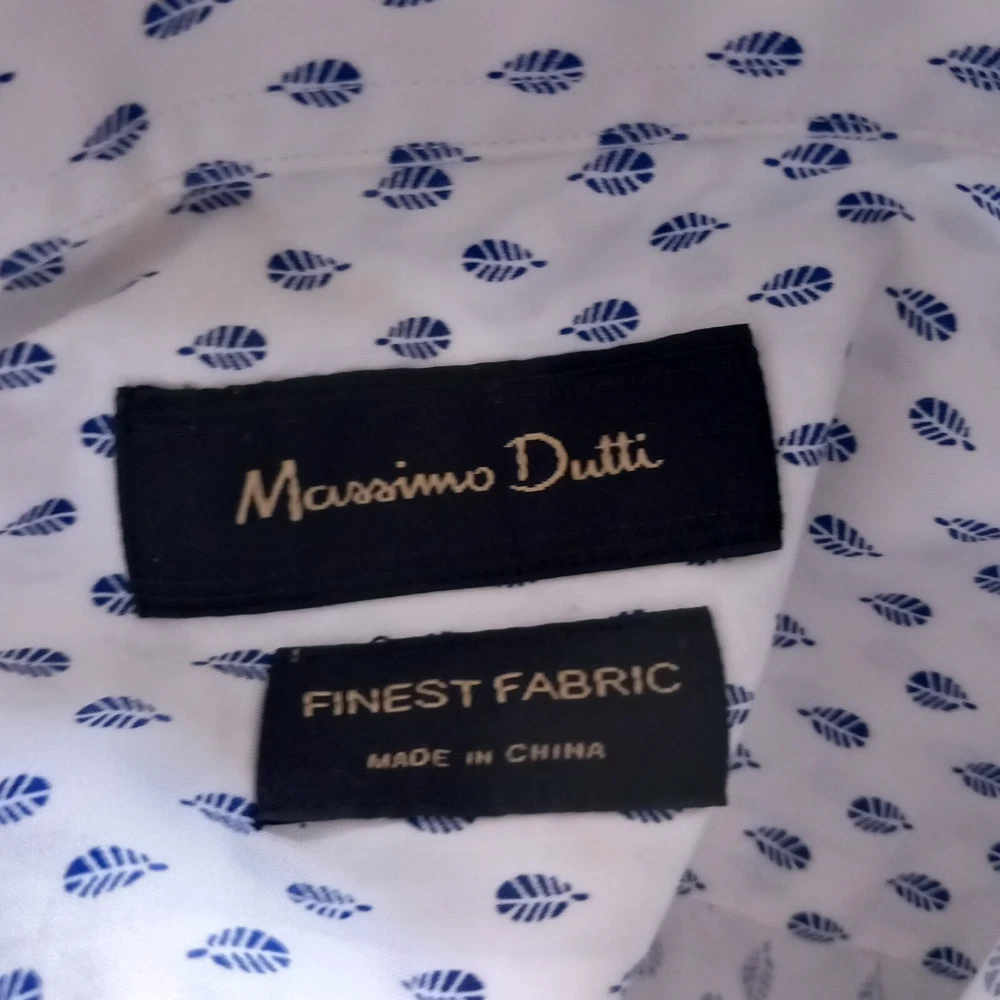 Massimo Dutti
FINEST FABRIC
MADE IN CHINA